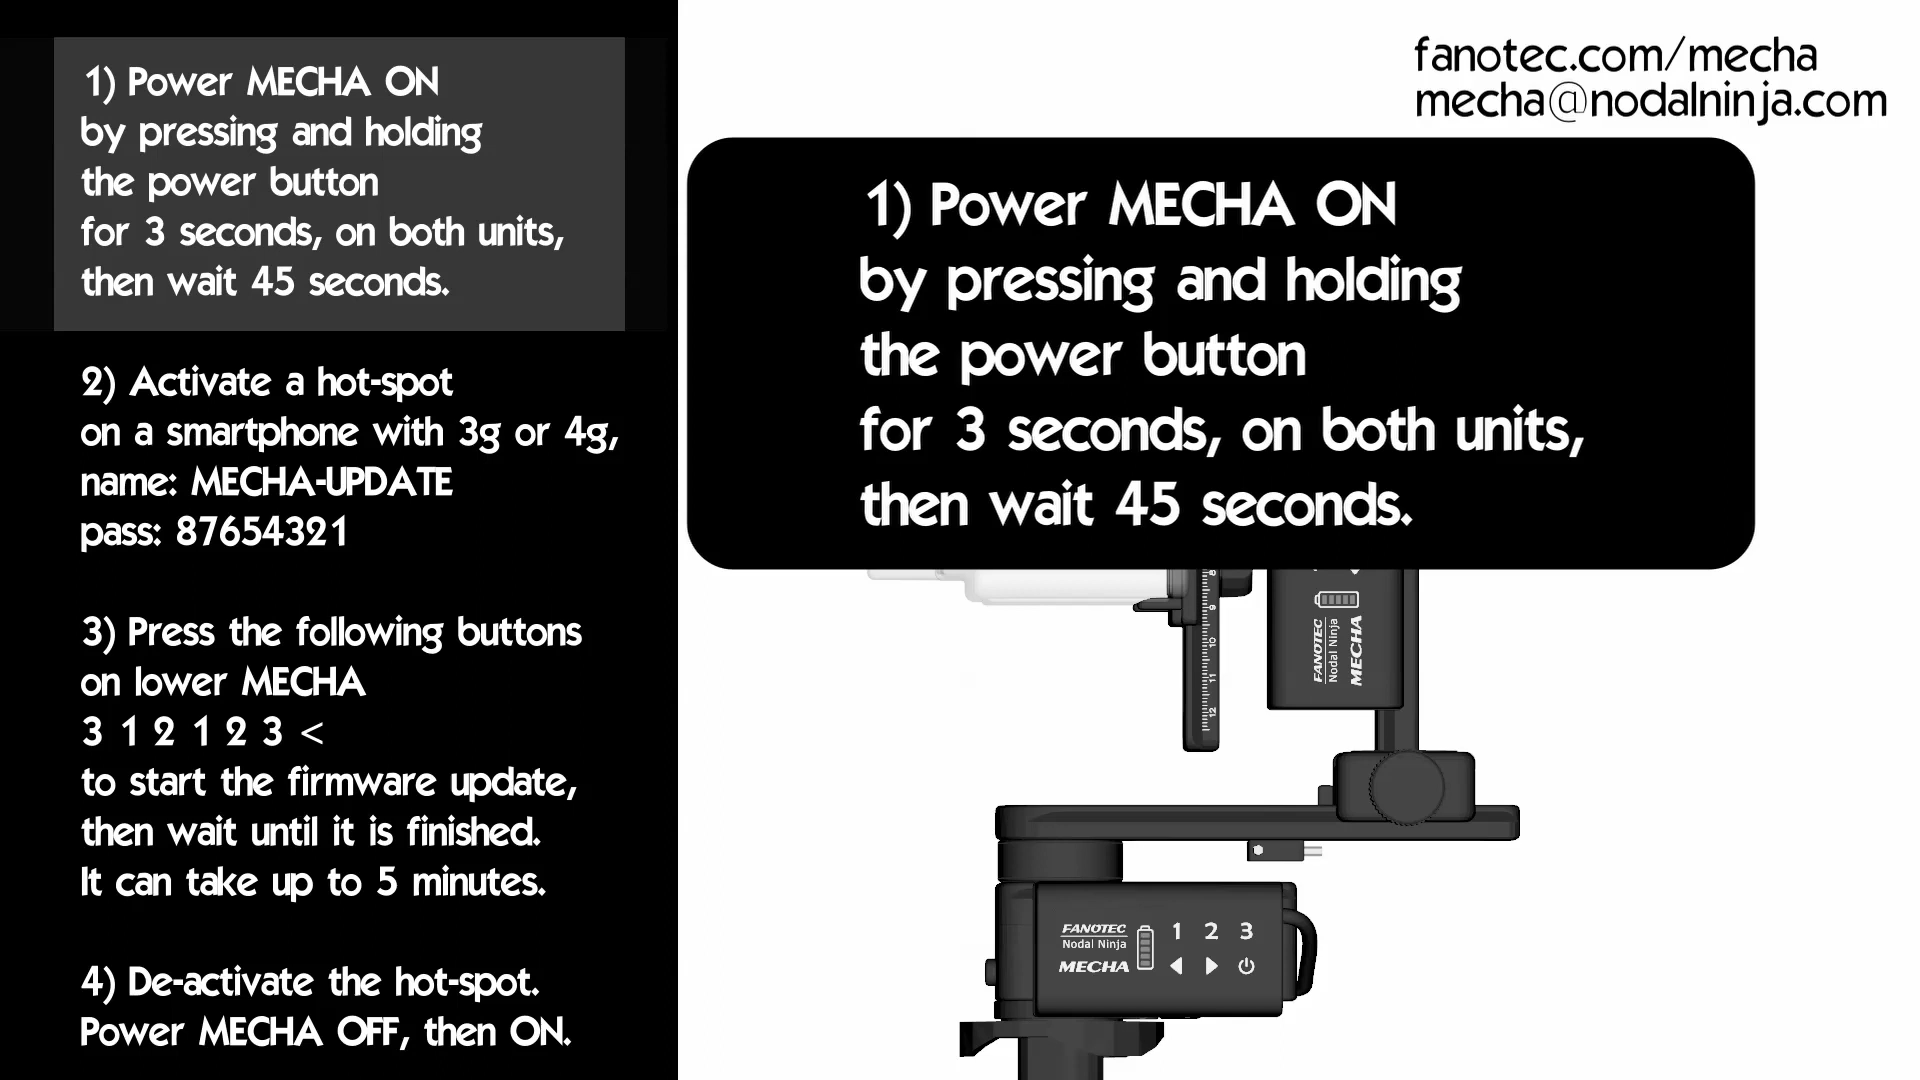 1) Power MECHA ON
by pressing and holding
the power button
for 3 seconds, on both units,
then wait 45 seconds.
2) Activate a hot-spot
on a smartphone with 3g or 4g,
name: MECHA-UPDATE
pass: 87654321
3) Press the following buttons
on lower MECHA
3 1 2 1 2 3 <
to start the firmware update,
then wait until it is finished.
It can take up to 5 minutes.
4) De-activate the hot-spot.
Power MECHA OFF, then ON.
fanotec.com/mecha
mecha@nodalninja.com
1) Power MECHA ON
by pressing and holding
the power button
for 3 seconds, on both units,
then wait 45 seconds.
9
10
11
12
FANOTEC
Nodal Ninja
MECHA
FANOTEC
Nodal Ninja
MECHA
1 2 3